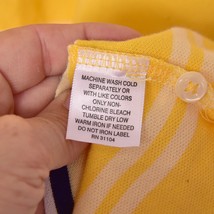 MACHINE WASH COLD
SEPARATELY OR
WITH LIKE COLORS
ONLY NON-
CHLORINE BLEACH
TUMBLE DRY LOW
WARM IRON IF NEEDED
DO NOT IRON LABEL
RN 31104